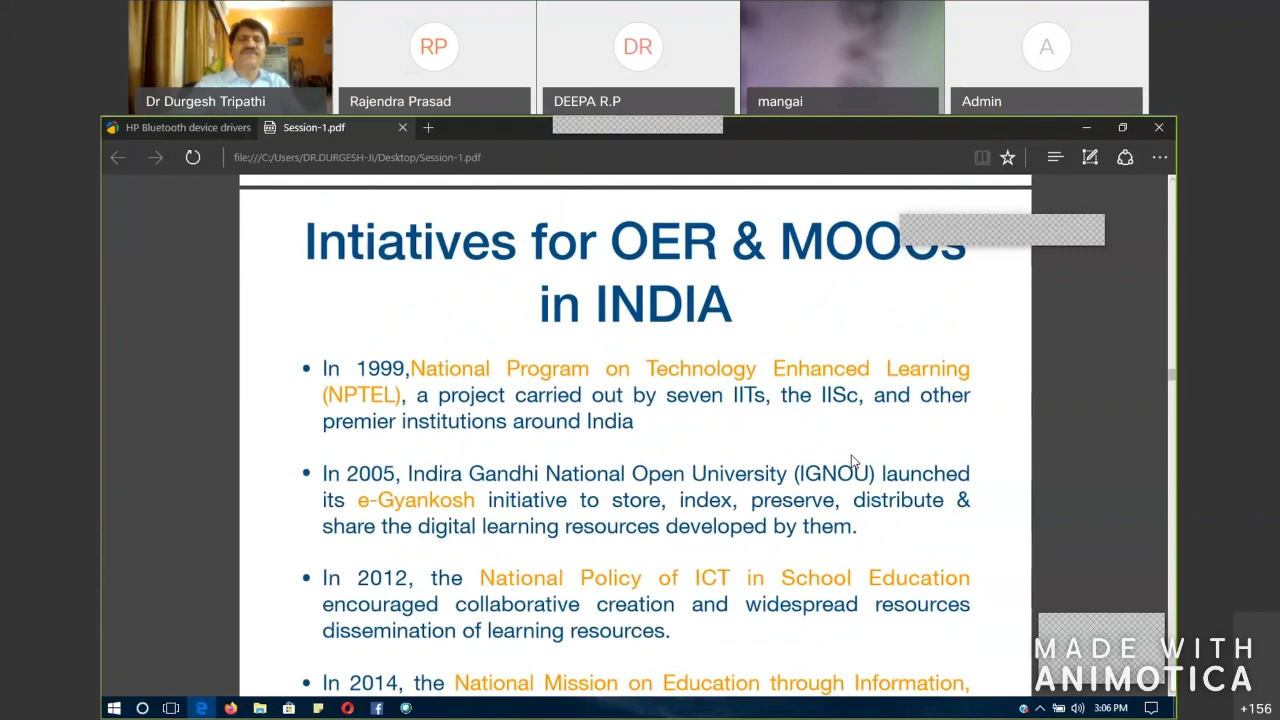 RP
DR
A
Dr Durgesh Tripathi
Rajendra Prasad
DEEPA R.P
mangai
Admin
HP Bluetooth device drivers
Session-1.pdf
file:///C:/Users/DR.DURGESH-JI/Desktop/Session-1.pdf
Intiatives for OER & MOOCs
in INDIA
• In 1999,National Program on Technology Enhanced Learning
(NPTEL), a project carried out by seven IITs, the IISc, and other
premier institutions around India
• In 2005, Indira Gandhi National Open University (IGNOU) launched
its e-Gyankosh initiative to store, index, preserve, distribute &
share the digital learning resources developed by them.
• In 2012, the National Policy of ICT in School Education
encouraged collaborative creation and widespread resources
dissemination of learning resources.
• In 2014, the National Mission on Education through Information,
MADE WITH
ANIMOTICA
3:06 PM
+156